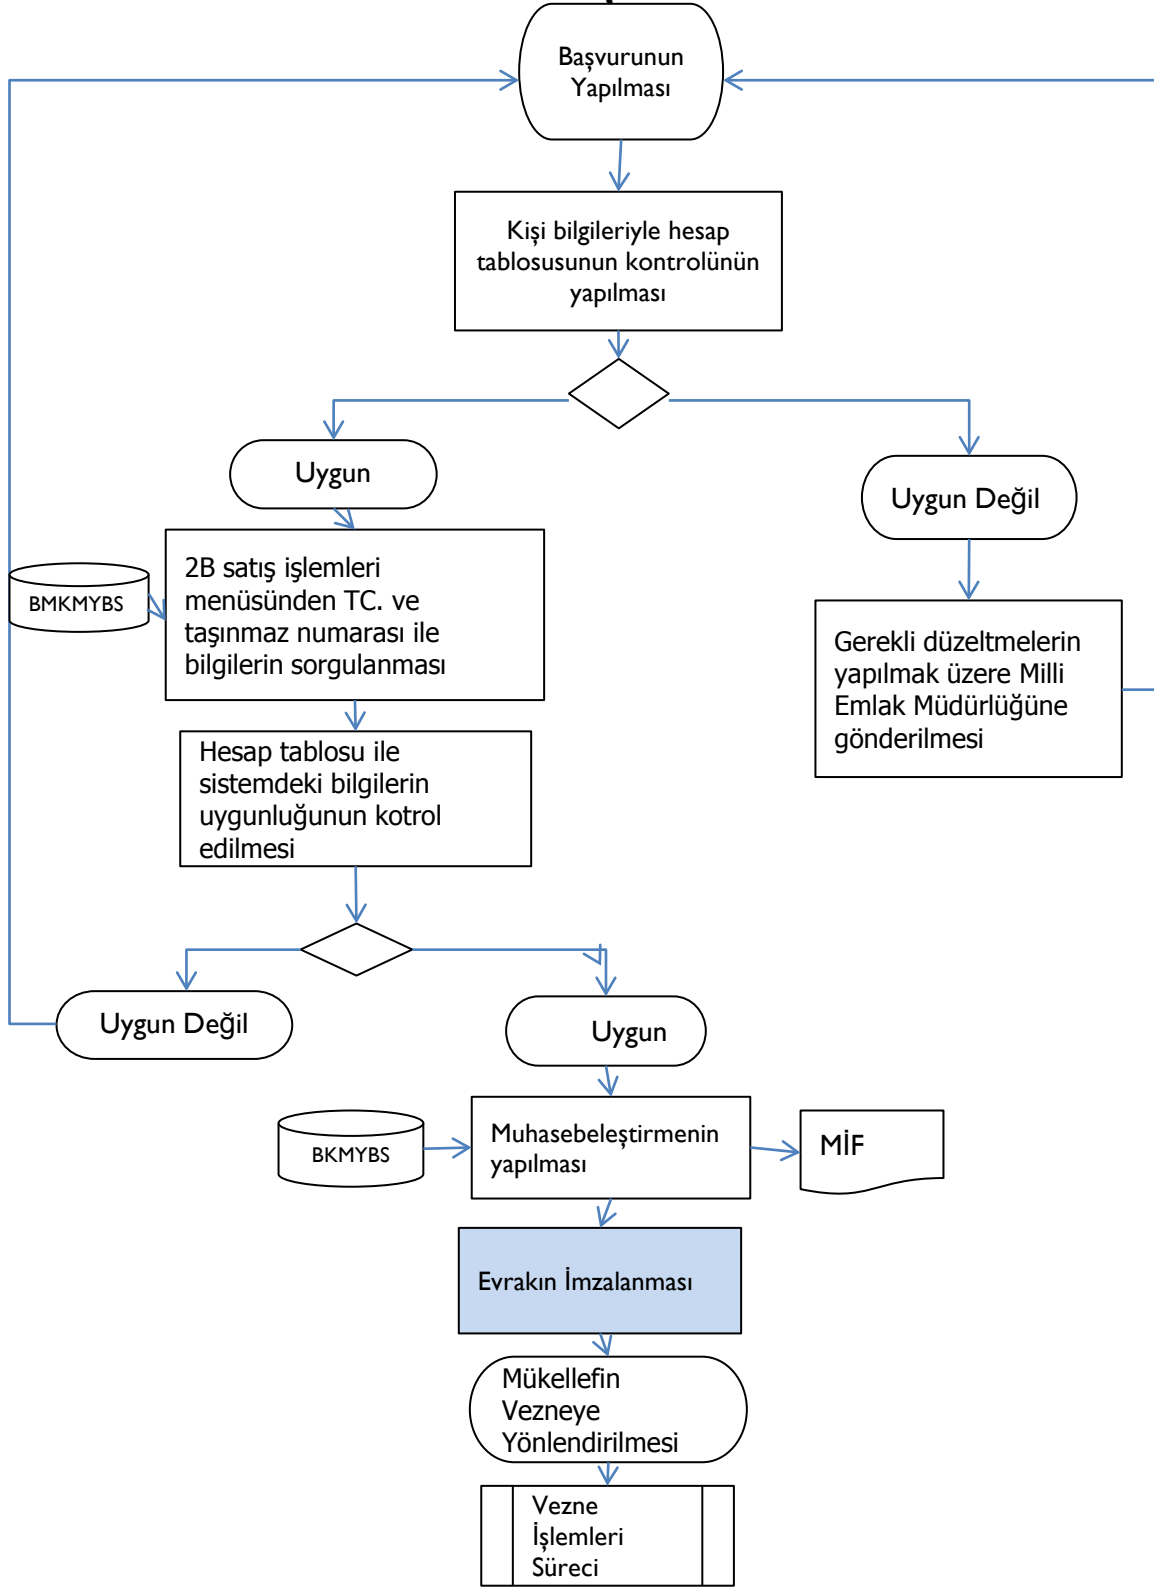 Başvurunun
Yapılması
Kişi bilgileriyle hesap
tablosusunun kontrolünün
yapılması
Uygun
Uygun Değil
2B satış işlemleri
menüsünden TC. ve
taşınmaz numarası ile
bilgilerin sorgulanması
BMKMYBS
Gerekli düzeltmelerin
yapılmak üzere Milli
Emlak Müdürlüğüne
gönderilmesi
Hesap tablosu ile
sistemdeki bilgilerin
uygunluğunun kotrol
edilmesi
Uygun Değil
Uygun
BKMYBS
Muhasebeleştirmenin
yapılması
MİF
Evrakın İmzalanması
Mükellefin
Vezneye
Yönlendirilmesi
Vezne
İşlemleri
Süreci